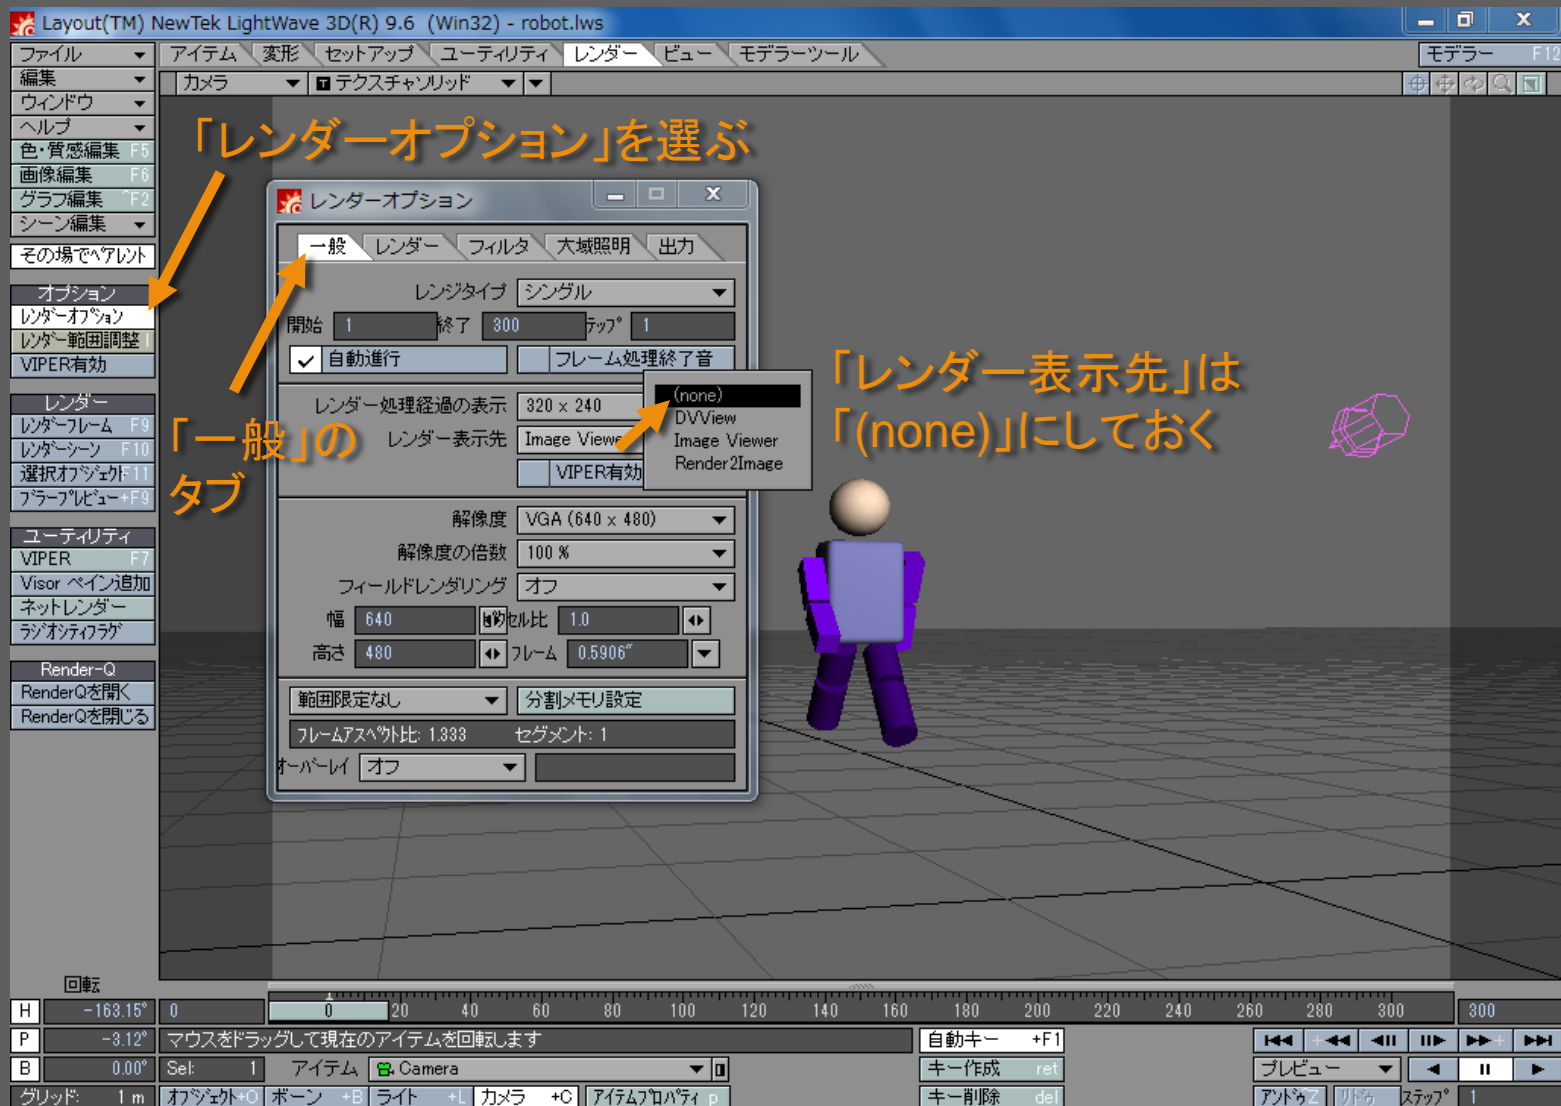 Layout(TM) NewTek LightWave 3D(R) 9.6 (Win32) - robot.lws
ファイル
アイテム 変形 セットアップ ユーティリティ レンダー ビュー モデラーツール
モデラー F12
編集
カメラ テクスチャソリッド
ウィンドウ
ヘルプ
色・質感編集 F5
画像編集 F6
グラフ編集 ^F2
シーン編集
その場でペアレント
オプション
レンダーオプション
レンダー範囲調整
VIPER有効
レンダー
レンダーフレーム F9
レンダーシーン F10
選択オブジェクト F11
ブラープレビュー +F9
ユーティリティ
VIPER F7
Visor ペイン追加
ネットレンダー
ラジオシティフラグ
Render-Q
RenderQを開く
RenderQを閉じる
「レンダーオプション」を選ぶ
レンダーオプション
一般 レンダー フィルタ 大域照明 出力
レンジタイプ シングル
開始 1 終了 300 テップ 1
自動進行 フレーム処理終了音
レンダー処理経過の表示 320 x 240
レンダー表示先 Image Viewer
VIPER有効
(none)
DVView
Image Viewer
Render2Image
「一般」の
タブ
「レンダー表示先」は
「(none)」にしておく
解像度 VGA (640 x 480)
解像度の倍数 100 %
フィールドレンダリング オフ
幅 640 セル比 1.0
高さ 480 フレーム 0.5906"
範囲限定なし 分割メモリ設定
フレームアスペクト比: 1.333 セグメント: 1
オーバーレイ オフ
回転
H -163.15° 0 0 20 40 60 80 100 120 140 160 180 200 220 240 260 280 300 300
P -3.12° マウスをドラッグして現在のアイテムを回転します 自動キー +F1
B 0.00° Sel: 1 アイテム Camera キー作成 ret プレビュー
グリッド: 1 m オブジェクト +O ボーン +B ライト +L カメラ +C アイテムプロパティ p キー削除 del アンドゥ Z リドゥ ステップ 1